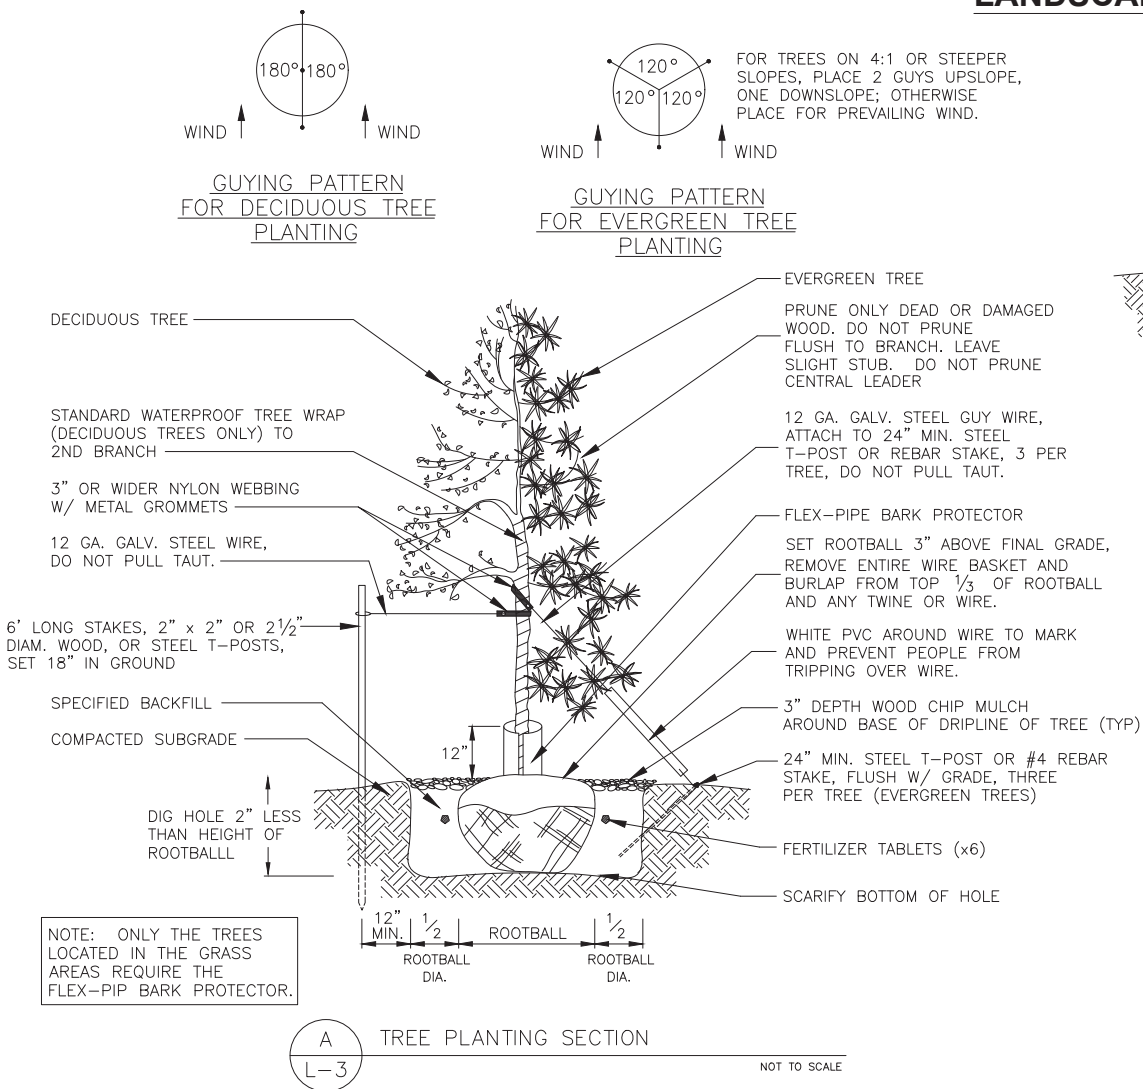 180° 180°
WIND WIND
GUYING PATTERN
FOR DECIDUOUS TREE
PLANTING
120°
120° 120°
WIND WIND
GUYING PATTERN
FOR EVERGREEN TREE
PLANTING
FOR TREES ON 4:1 OR STEEPER
SLOPES, PLACE 2 GUYS UPSLOPE,
ONE DOWNSLOPE; OTHERWISE
PLACE FOR PREVAILING WIND.
DECIDUOUS TREE
STANDARD WATERPROOF TREE WRAP
(DECIDUOUS TREES ONLY) TO
2ND BRANCH
3" OR WIDER NYLON WEBBING
W/ METAL GROMMETS
12 GA. GALV. STEEL WIRE,
DO NOT PULL TAUT.
6' LONG STAKES, 2" x 2" OR 2 1/2"
DIAM. WOOD, OR STEEL T-POSTS,
SET 18" IN GROUND
SPECIFIED BACKFILL
COMPACTED SUBGRADE
DIG HOLE 2" LESS
THAN HEIGHT OF
ROOTBALLL
EVERGREEN TREE
PRUNE ONLY DEAD OR DAMAGED
WOOD. DO NOT PRUNE
FLUSH TO BRANCH. LEAVE
SLIGHT STUB. DO NOT PRUNE
CENTRAL LEADER
12 GA. GALV. STEEL GUY WIRE,
ATTACH TO 24" MIN. STEEL
T-POST OR REBAR STAKE, 3 PER
TREE, DO NOT PULL TAUT.
FLEX-PIPE BARK PROTECTOR
SET ROOTBALL 3" ABOVE FINAL GRADE,
REMOVE ENTIRE WIRE BASKET AND
BURLAP FROM TOP 1/3 OF ROOTBALL
AND ANY TWINE OR WIRE.
WHITE PVC AROUND WIRE TO MARK
AND PREVENT PEOPLE FROM
TRIPPING OVER WIRE.
3" DEPTH WOOD CHIP MULCH
AROUND BASE OF DRIPLINE OF TREE (TYP)
24" MIN. STEEL T-POST OR #4 REBAR
STAKE, FLUSH W/ GRADE, THREE
PER TREE (EVERGREEN TREES)
FERTILIZER TABLETS (x6)
SCARIFY BOTTOM OF HOLE
12"
12"
MIN.
1/2
ROOTBALL
DIA.
ROOTBALL
1/2
ROOTBALL
DIA.
NOTE: ONLY THE TREES
LOCATED IN THE GRASS
AREAS REQUIRE THE
FLEX-PIP BARK PROTECTOR.
A
L-3
TREE PLANTING SECTION
NOT TO SCALE